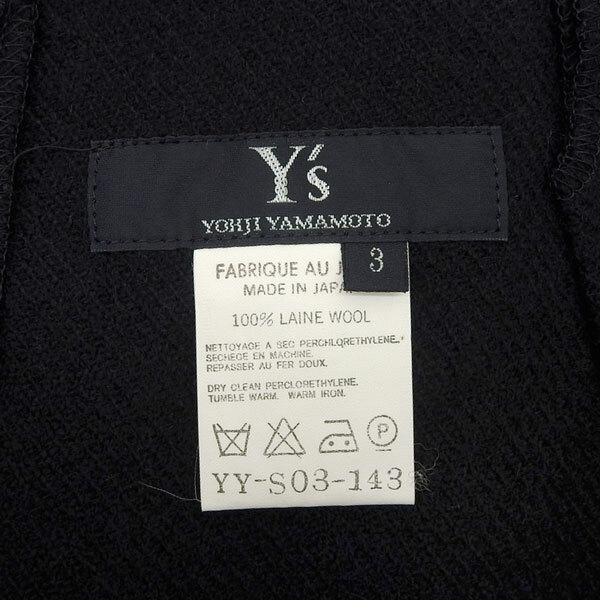 Y's
YOHJI YAMAMOTO
3
FABRIQUE AU
MADE IN JAPAN
100% LAINE WOOL
NETTOYAGE A SEC PERCHLORETHYLENE.
SECHEGE EN MACHINE.
REPASSER AU FER DOUX.
DRY CLEAN PERCLORETHYLENE.
TUMBLE WARM. WARM IRON.
P
YY-S03-143